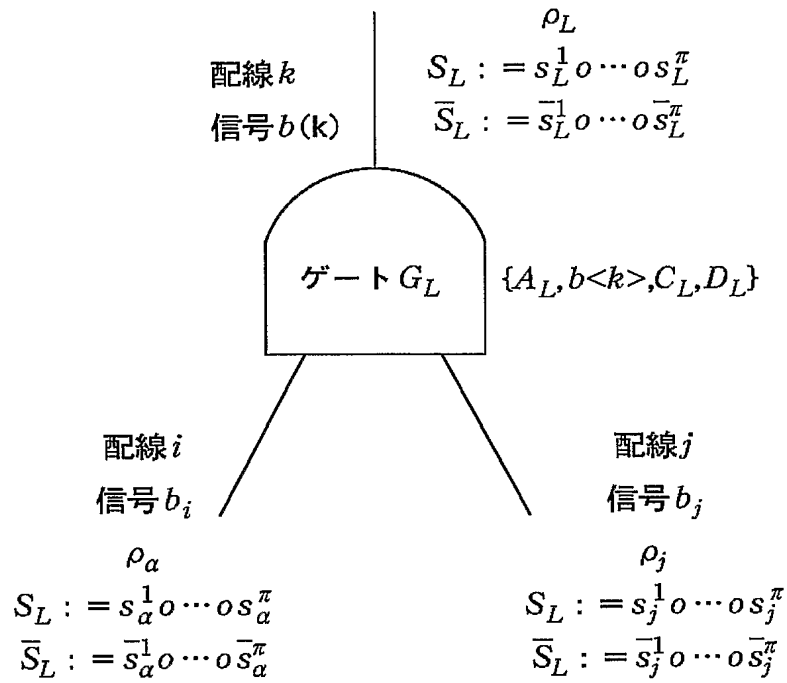 ρ_L
配線k
S_L : = s_L^1 o ⋯ o s_L^π
信号b(k)
S̄_L : = s̄_L^1 o ⋯ o s̄_L^π
ゲートG_L
{A_L,b<k>,C_L,D_L}
配線i
信号b_i
ρ_α
S_L : = s_α^1 o ⋯ o s_α^π
S̄_L : = s̄_α^1 o ⋯ o s̄_α^π
配線j
信号b_j
ρ_j
S_L : = s_j^1 o ⋯ o s_j^π
S̄_L : = s̄_j^1 o ⋯ o s̄_j^π